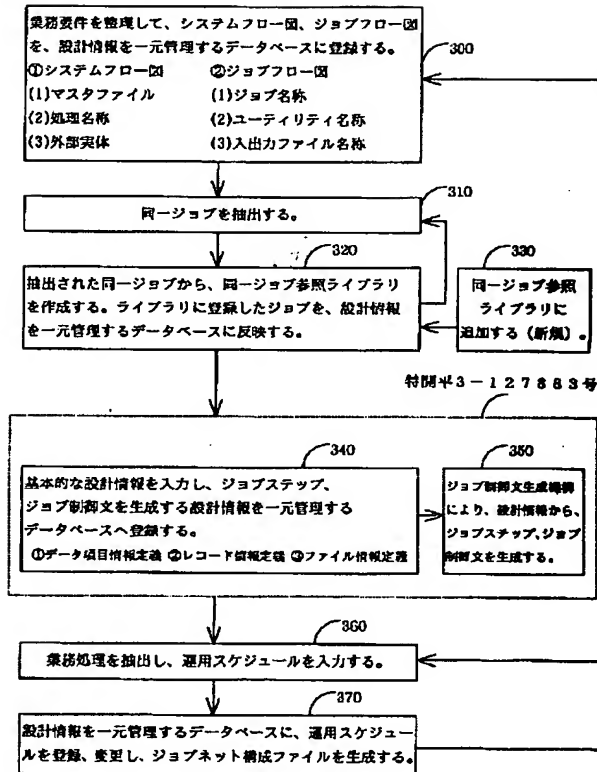 業務要件を整理して、システムフロー図、ジョブフロー図
を、設計情報を一元管理するデータベースに登録する。
①システムフロー図 ②ジョブフロー図
(1)マスタファイル (1)ジョブ名称
(2)処理名称 (2)ユーティリティ名称
(3)外部実体 (3)入出力ファイル名称
300
310
同一ジョブを抽出する。
320
抽出された同一ジョブから、同一ジョブ参照ライブラリ
を作成する。ライブラリに登録したジョブを、設計情報
を一元管理するデータベースに反映する。
330
同一ジョブ参照
ライブラリに
追加する(新規)。
特開平3-127883号
340
基本的な設計情報を入力し、ジョブステップ、
ジョブ制御文を生成する設計情報を一元管理する
データベースへ登録する。
①データ項目情報定義 ②レコード情報定義 ③ファイル情報定義
350
ジョブ制御文生成機構
により、設計情報から、
ジョブステップ、ジョブ
制御文を生成する。
360
業務処理を抽出し、運用スケジュールを入力する。
370
設計情報を一元管理するデータベースに、運用スケジュー
ルを登録、変更し、ジョブネット構成ファイルを生成する。